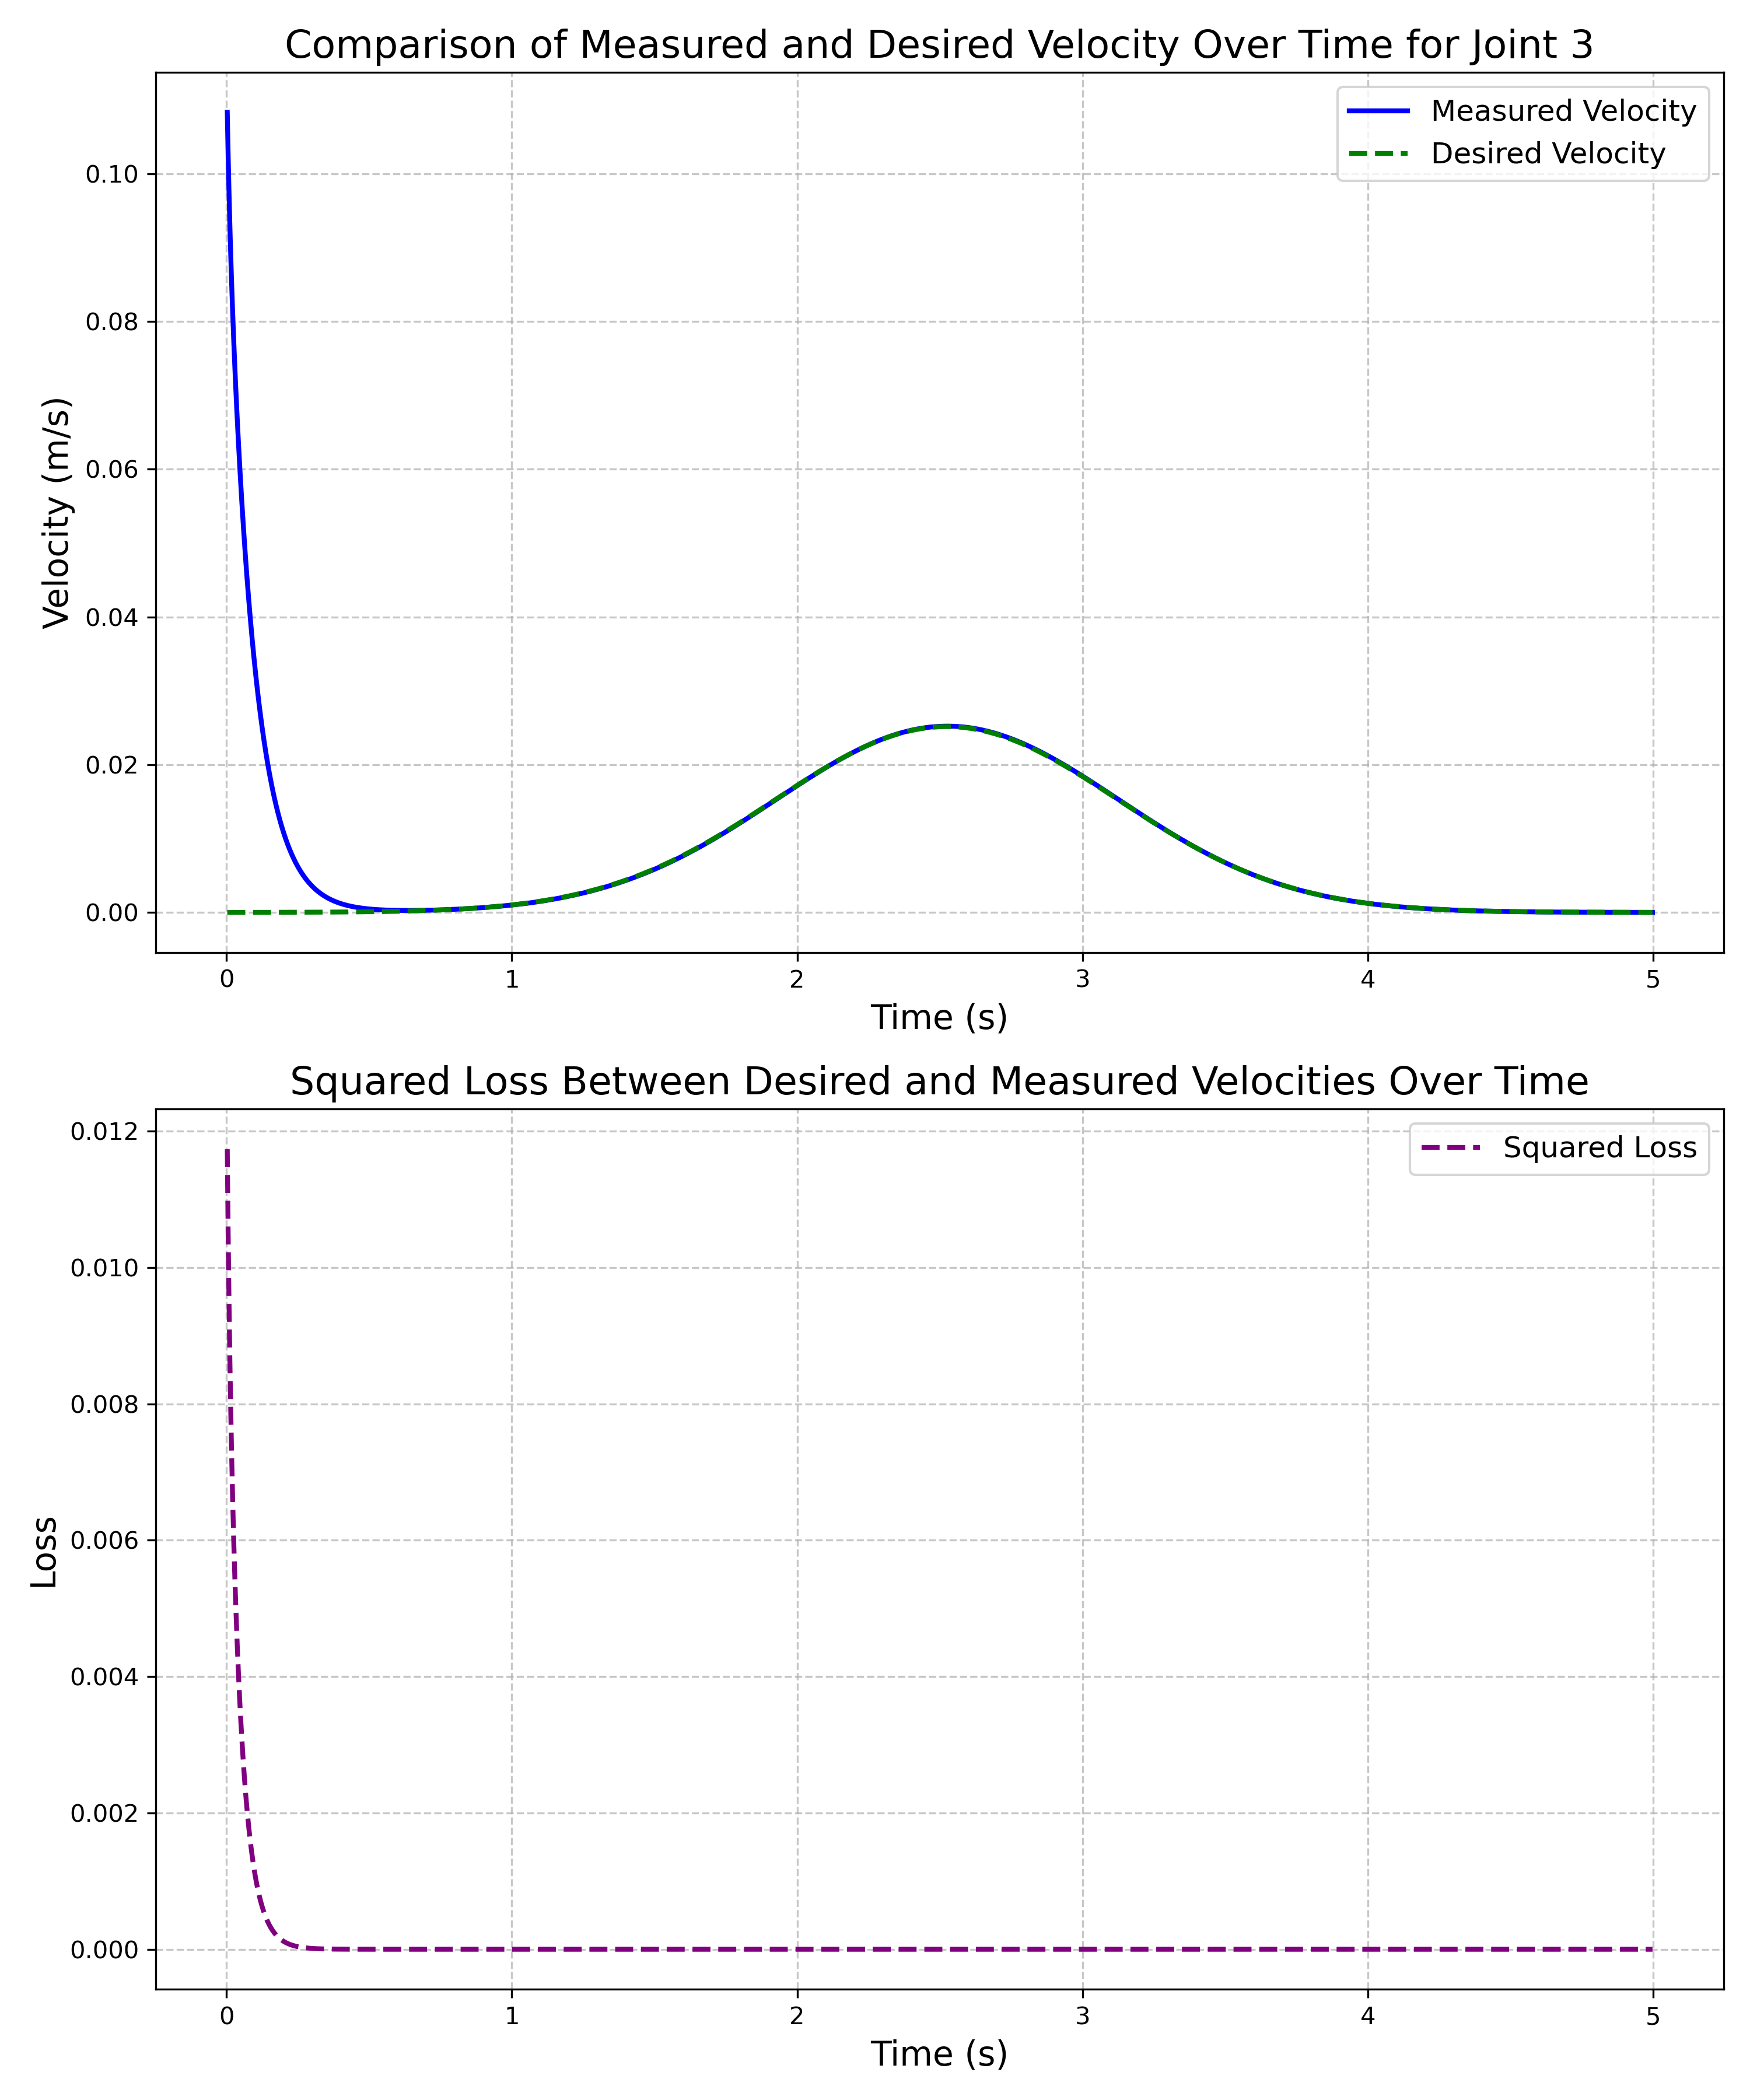 Comparison of Measured and Desired Velocity Over Time for Joint 3
Measured Velocity
Desired Velocity
Velocity (m/s)
0.10
0.08
0.06
0.04
0.02
0.00
0 1 2 3 4 5
Time (s)
Squared Loss Between Desired and Measured Velocities Over Time
Squared Loss
Loss
0.012
0.010
0.008
0.006
0.004
0.002
0.000
0 1 2 3 4 5
Time (s)